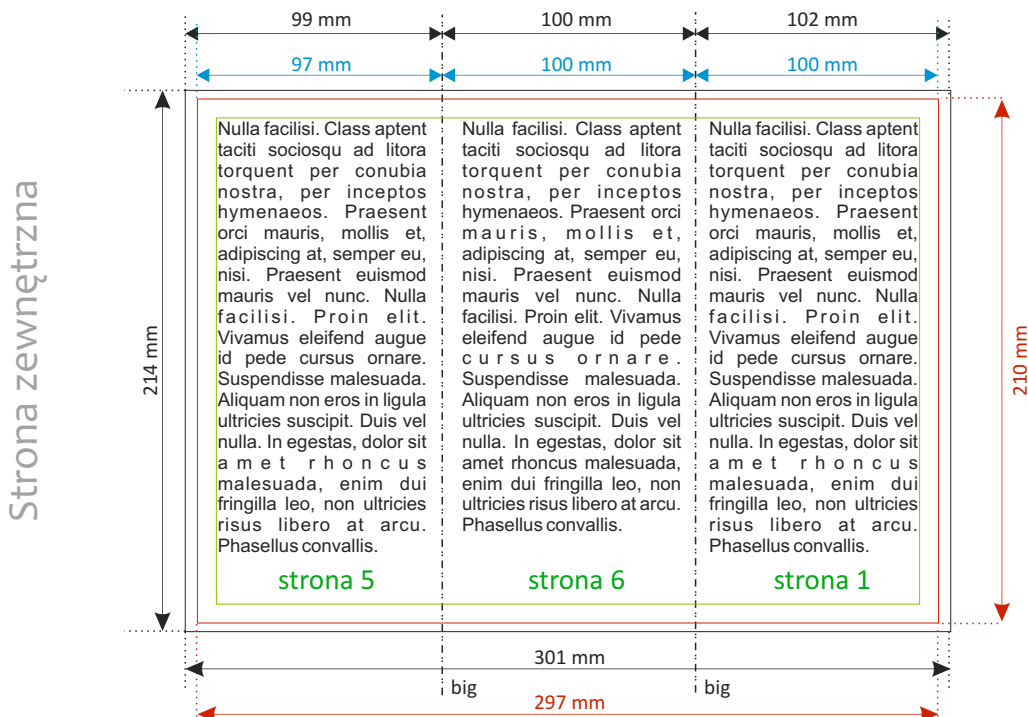 99 mm
100 mm
102 mm
97 mm
100 mm
100 mm
Strona zewnętrzna
214 mm
Nulla facilisi. Class aptent
taciti sociosqu ad litora
torquent per conubia
nostra, per inceptos
hymenaeos. Praesent
orci mauris, mollis et,
adipiscing at, semper eu,
nisi. Praesent euismod
mauris vel nunc. Nulla
facilisi. Proin elit.
Vivamus eleifend augue
id pede cursus ornare.
Suspendisse malesuada.
Aliquam non eros in ligula
ultricies suscipit. Duis vel
nulla. In egestas, dolor sit
amet rhoncus
malesuada, enim dui
fringilla leo, non ultricies
risus libero at arcu.
Phasellus convallis.
strona 5
Nulla facilisi. Class aptent
taciti sociosqu ad litora
torquent per conubia
nostra, per inceptos
hymenaeos. Praesent orci
mauris, mollis et,
adipiscing at, semper eu,
nisi. Praesent euismod
mauris vel nunc. Nulla
facilisi. Proin elit. Vivamus
eleifend augue id pede
cursus ornare.
Suspendisse malesuada.
Aliquam non eros in ligula
ultricies suscipit. Duis vel
nulla. In egestas, dolor sit
amet rhoncus malesuada,
enim dui fringilla leo, non
ultricies risus libero at arcu.
Phasellus convallis.
strona 6
Nulla facilisi. Class aptent
taciti sociosqu ad litora
torquent per conubia
nostra, per inceptos
hymenaeos. Praesent
orci mauris, mollis et,
adipiscing at, semper eu,
nisi. Praesent euismod
mauris vel nunc. Nulla
facilisi. Proin elit.
Vivamus eleifend augue
id pede cursus ornare.
Suspendisse malesuada.
Aliquam non eros in ligula
ultricies suscipit. Duis vel
nulla. In egestas, dolor sit
amet rhoncus
malesuada, enim dui
fringilla leo, non ultricies
risus libero at arcu.
Phasellus convallis.
strona 1
210 mm
301 mm
big
big
297 mm